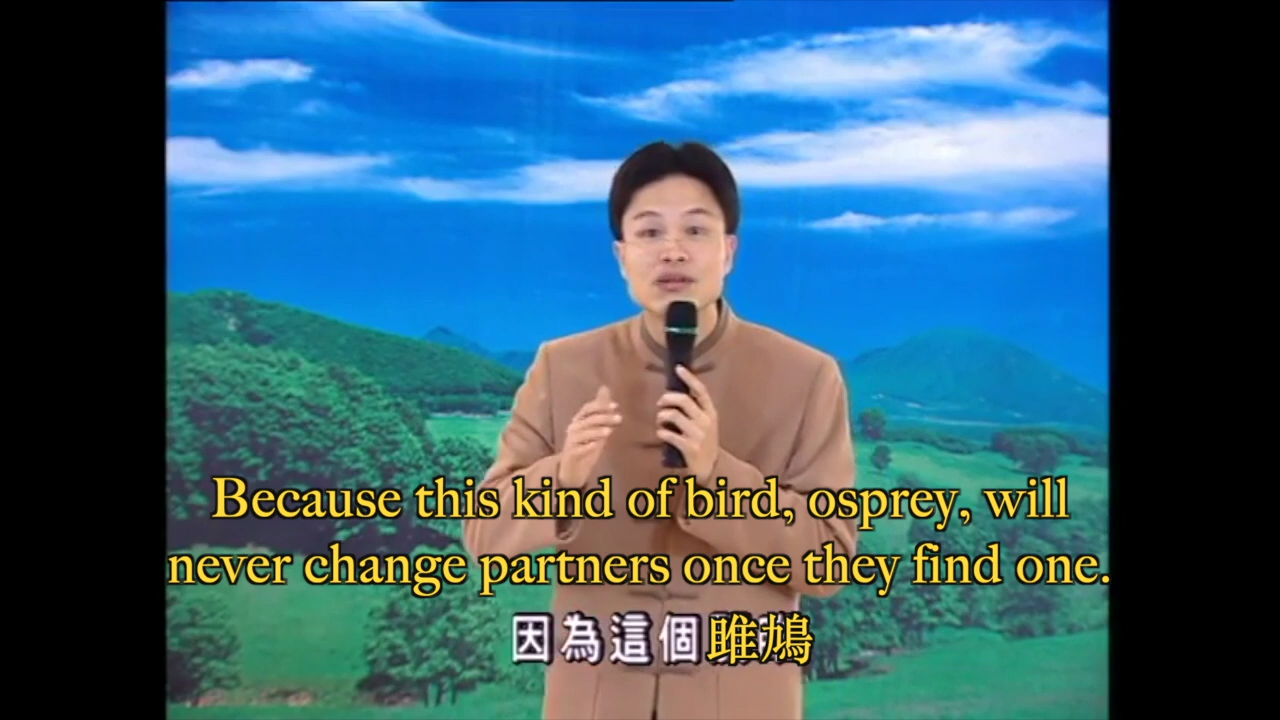 Because this kind of bird, osprey, will
never change partners once they find one.
因為這個雎鳩